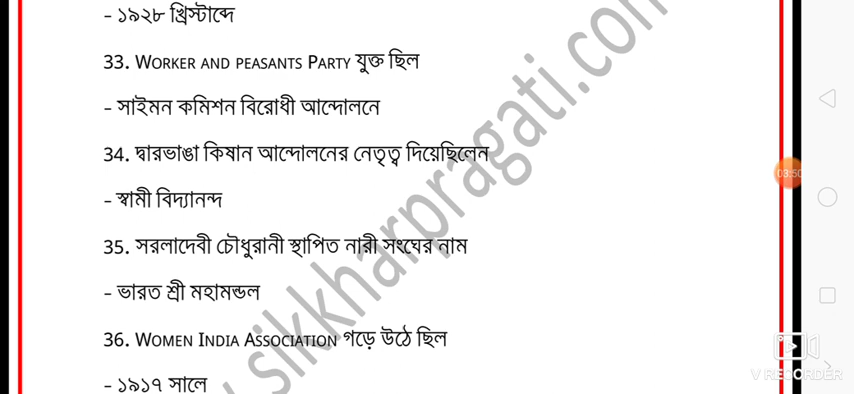 - ১৯২৮ খ্রিস্টাব্দে
33. WORKER AND PEASANTS PARTY যুক্ত ছিল
- সাইমন কমিশন বিরোধী আন্দোলনে
34. দ্বারভাঙা কিষান আন্দোলনের নেতৃত্ব দিয়েছিলেন
- স্বামী বিদ্যানন্দ
35. সরলাদেবী চৌধুরানী স্থাপিত নারী সংঘের নাম
- ভারত শ্রী মহামন্ডল
36. WOMEN INDIA ASSOCIATION গড়ে উঠে ছিল
- ১৯১৭ সালে
.sikkharpragati.com
03:50
V RECORDER